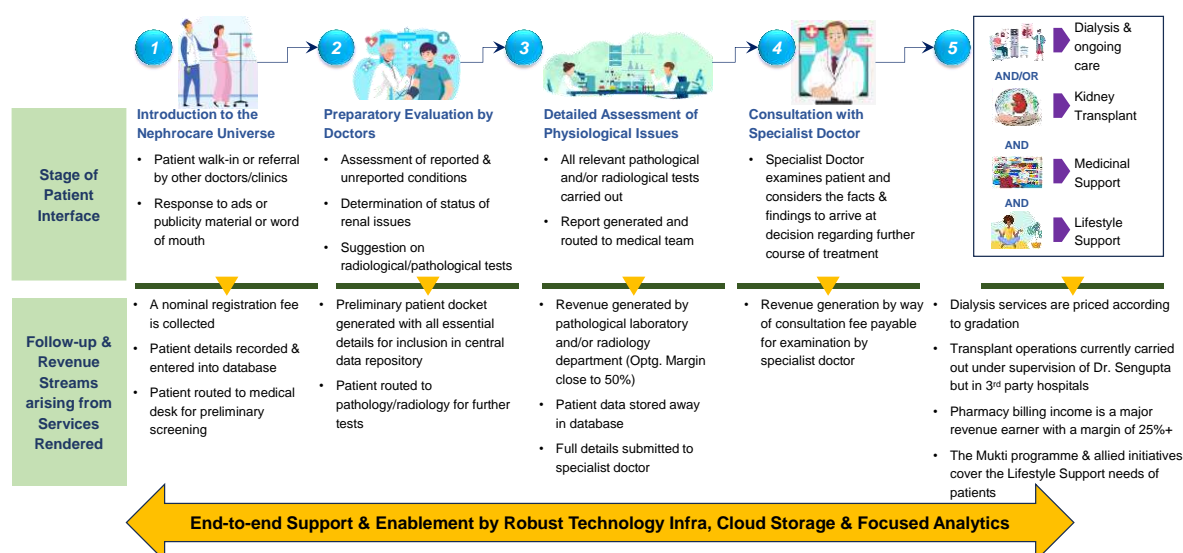 1
2
3
4
5
Dialysis &
ongoing
care
AND/OR
Kidney
Transplant
AND
Medicinal
Support
AND
Lifestyle
Support
Stage of
Patient
Interface
Introduction to the
Nephrocare Universe
• Patient walk-in or referral
by other doctors/clinics
• Response to ads or
publicity material or word
of mouth
Preparatory Evaluation by
Doctors
• Assessment of reported &
unreported conditions
• Determination of status of
renal issues
• Suggestion on
radiological/pathological tests
Detailed Assessment of
Physiological Issues
• All relevant pathological
and/or radiological tests
carried out
• Report generated and
routed to medical team
Consultation with
Specialist Doctor
• Specialist Doctor
examines patient and
considers the facts &
findings to arrive at
decision regarding further
course of treatment
Follow-up &
Revenue
Streams
arising from
Services
Rendered
• A nominal registration fee
is collected
• Patient details recorded &
entered into database
• Patient routed to medical
desk for preliminary
screening
• Preliminary patient docket
generated with all essential
details for inclusion in central
data repository
• Patient routed to
pathology/radiology for further
tests
• Revenue generated by
pathological laboratory
and/or radiology
department (Optg. Margin
close to 50%)
• Patient data stored away
in database
• Full details submitted to
specialist doctor
• Revenue generation by way
of consultation fee payable
for examination by
specialist doctor
• Dialysis services are priced according
to gradation
• Transplant operations currently carried
out under supervision of Dr. Sengupta
but in 3rd party hospitals
• Pharmacy billing income is a major
revenue earner with a margin of 25%+
• The Mukti programme & allied initiatives
cover the Lifestyle Support needs of
patients
End-to-end Support & Enablement by Robust Technology Infra, Cloud Storage & Focused Analytics